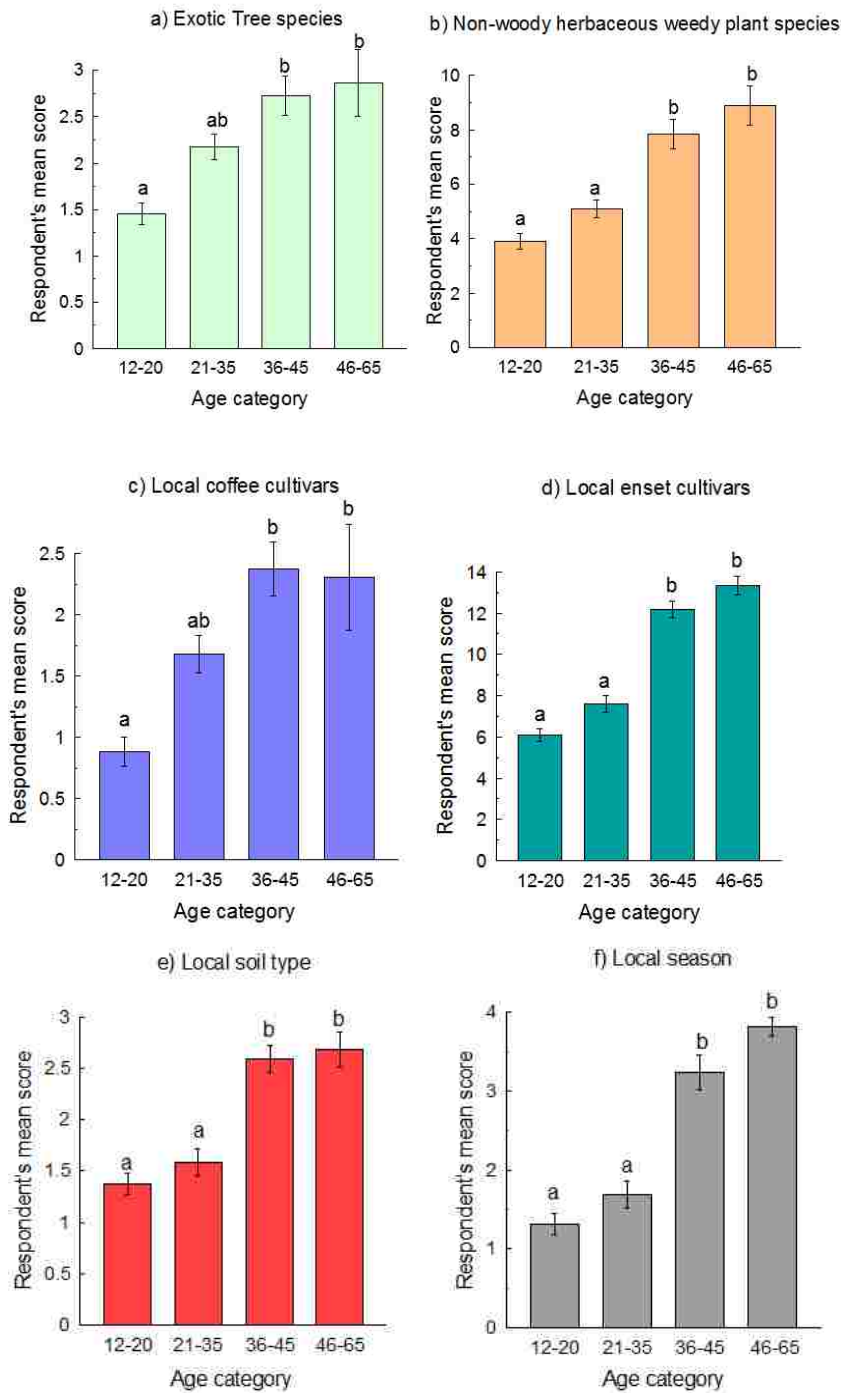 a) Exotic Tree species
Respondent's mean score
3
2.5
2
1.5
1
0.5
0
a
ab
b
b
12-20 21-35 36-45 46-65
Age category
b) Non-woody herbaceous weedy plant species
Respondent's mean score
10
8
6
4
2
0
a
a
b
b
12-20 21-35 36-45 46-65
Age category
c) Local coffee cultivars
Respondent's mean score
2.5
2
1.5
1
0.5
0
a
ab
b
b
12-20 21-35 36-45 46-65
Age category
d) Local enset cultivars
Respondent's mean score
14
12
10
8
6
4
2
0
a
a
b
b
12-20 21-35 36-45 46-65
Age category
e) Local soil type
Respondent's mean score
3
2.5
2
1.5
1
0.5
0
a
a
b
b
12-20 21-35 36-45 46-65
Age category
f) Local season
Respondent's mean score
4
3
2
1
0
a
a
b
b
12-20 21-35 36-45 46-65
Age category